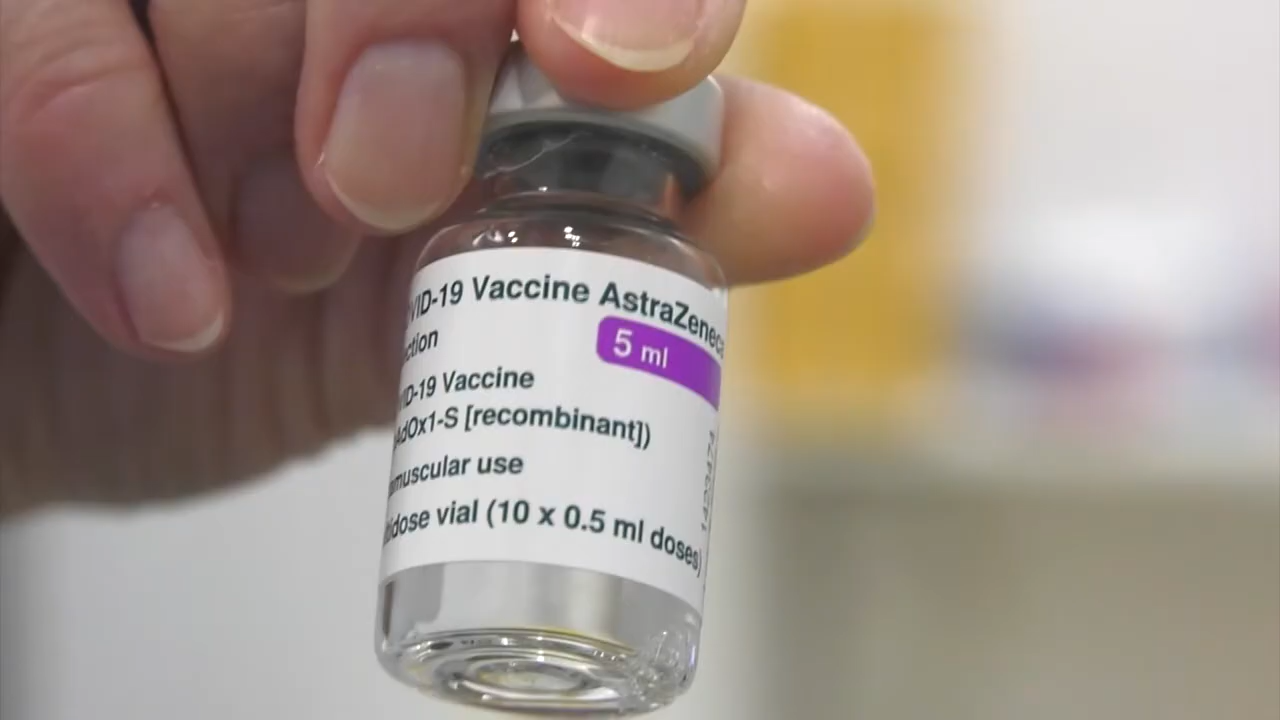 VID-19 Vaccine AstraZenec
ction
5 ml
ID-19 Vaccine
AdOx1-S [recombinant])
muscular use
idose vial (10 x 0.5 ml doses)